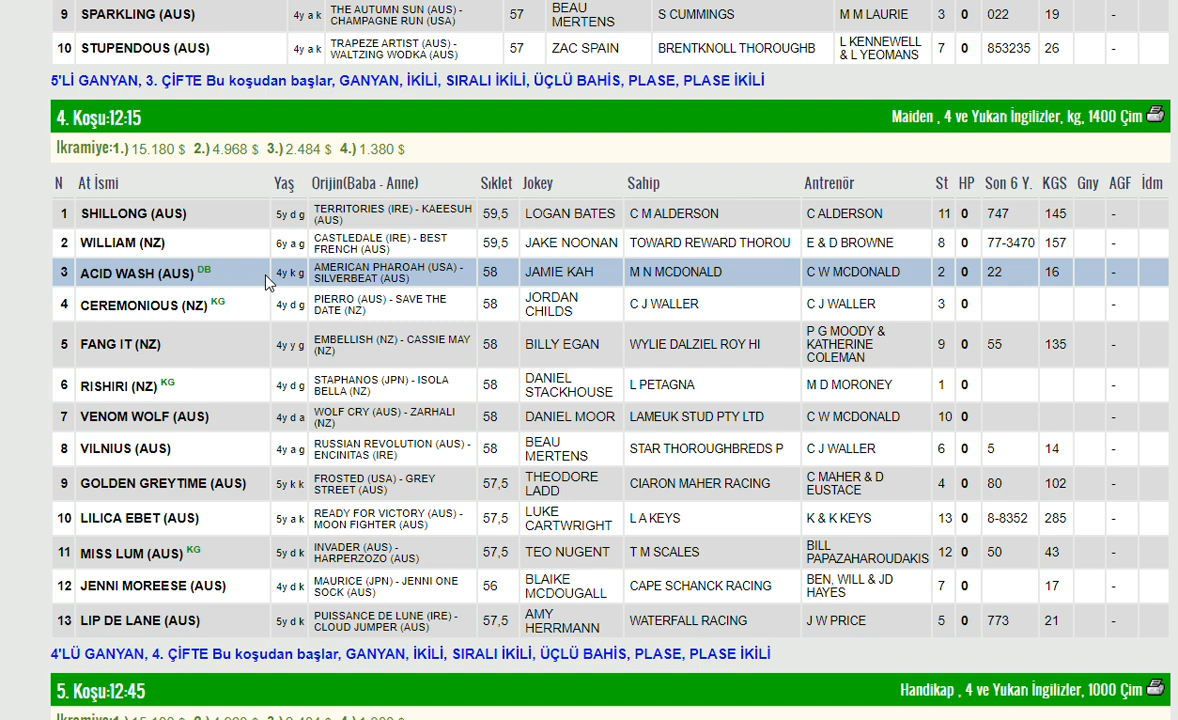 9 SPARKLING (AUS) 4y a k THE AUTUMN SUN (AUS) - CHAMPAGNE RUN (USA) 57 BEAU MERTENS S CUMMINGS M M LAURIE 3 0 022 19 -
10 STUPENDOUS (AUS) 4y a k TRAPEZE ARTIST (AUS) - WALTZING WODKA (AUS) 57 ZAC SPAIN BRENTKNOLL THOROUGHB L KENNEWELL & L YEOMANS 7 0 853235 26 -
5'Lİ GANYAN, 3. ÇİFTE Bu koşudan başlar, GANYAN, İKİLİ, SIRALI İKİLİ, ÜÇLÜ BAHİS, PLASE, PLASE İKİLİ
4. Koşu:12:15 Maiden , 4 ve Yukarı İngilizler, kg, 1400 Çim
İkramiye:1.) 15.180 $ 2.) 4.968 $ 3.) 2.484 $ 4.) 1.380 $
N At İsmi Yaş Orijin(Baba - Anne) Sıklet Jokey Sahip Antrenör St HP Son 6 Y. KGS Gny AGF İdm
1 SHILLONG (AUS) 5y d g TERRITORIES (IRE) - KAEESUH (AUS) 59,5 LOGAN BATES C M ALDERSON C ALDERSON 11 0 747 145 -
2 WILLIAM (NZ) 6y a g CASTLEDALE (IRE) - BEST FRENCH (AUS) 59,5 JAKE NOONAN TOWARD REWARD THOROU E & D BROWNE 8 0 77-3470 157 -
3 ACID WASH (AUS) DB 4y k g AMERICAN PHAROAH (USA) - SILVERBEAT (AUS) 58 JAMIE KAH M N MCDONALD C W MCDONALD 2 0 22 16 -
4 CEREMONIOUS (NZ) KG 4y d g PIERRO (AUS) - SAVE THE DATE (NZ) 58 JORDAN CHILDS C J WALLER C J WALLER 3 0 -
5 FANG IT (NZ) 4y y g EMBELLISH (NZ) - CASSIE MAY (NZ) 58 BILLY EGAN WYLIE DALZIEL ROY HI P G MOODY & KATHERINE COLEMAN 9 0 55 135 -
6 RISHIRI (NZ) KG 4y d g STAPHANOS (JPN) - ISOLA BELLA (NZ) 58 DANIEL STACKHOUSE L PETAGNA M D MORONEY 1 0 -
7 VENOM WOLF (AUS) 4y d a WOLF CRY (AUS) - ZARHALI (NZ) 58 DANIEL MOOR LAMEUK STUD PTY LTD C W MCDONALD 10 0 -
8 VILNIUS (AUS) 4y a g RUSSIAN REVOLUTION (AUS) - ENCINITAS (IRE) 58 BEAU MERTENS STAR THOROUGHBREDS P C J WALLER 6 0 5 14 -
9 GOLDEN GREYTIME (AUS) 5y k k FROSTED (USA) - GREY STREET (AUS) 57,5 THEODORE LADD CIARON MAHER RACING C MAHER & D EUSTACE 4 0 80 102 -
10 LILICA EBET (AUS) 5y a k READY FOR VICTORY (AUS) - MOON FIGHTER (AUS) 57,5 LUKE CARTWRIGHT L A KEYS K & K KEYS 13 0 8-8352 285 -
11 MISS LUM (AUS) KG 5y d k INVADER (AUS) - HARPERZOZO (AUS) 57,5 TEO NUGENT T M SCALES BILL PAPAZAHAROUDAKIS 12 0 50 43 -
12 JENNI MOREESE (AUS) 4y d k MAURICE (JPN) - JENNI ONE SOCK (AUS) 56 BLAIKE MCDOUGALL CAPE SCHANCK RACING BEN, WILL & JD HAYES 7 0 17 -
13 LIP DE LANE (AUS) 5y d k PUISSANCE DE LUNE (IRE) - CLOUD JUMPER (AUS) 57,5 AMY HERRMANN WATERFALL RACING J W PRICE 5 0 773 21 -
4'LÜ GANYAN, 4. ÇİFTE Bu koşudan başlar, GANYAN, İKİLİ, SIRALI İKİLİ, ÜÇLÜ BAHİS, PLASE, PLASE İKİLİ
5. Koşu:12:45 Handikap , 4 ve Yukarı İngilizler, 1000 Çim
İkramiye:1.) 15.180 $ 2.) 4.968 $ 3.) 2.484 $ 4.) 1.380 $